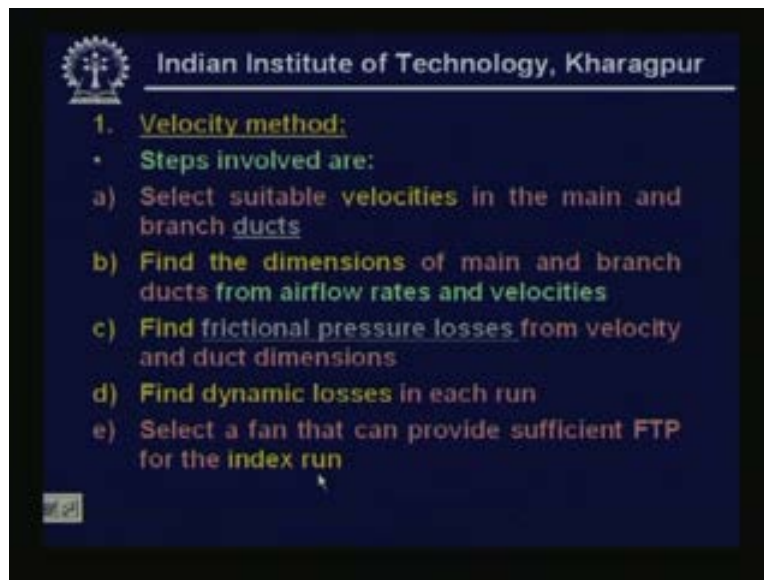 Indian Institute of Technology, Kharagpur
1. Velocity method:
• Steps involved are:
a) Select suitable velocities in the main and
branch ducts
b) Find the dimensions of main and branch
ducts from airflow rates and velocities
c) Find frictional pressure losses from velocity
and duct dimensions
d) Find dynamic losses in each run
e) Select a fan that can provide sufficient FTP
for the index run